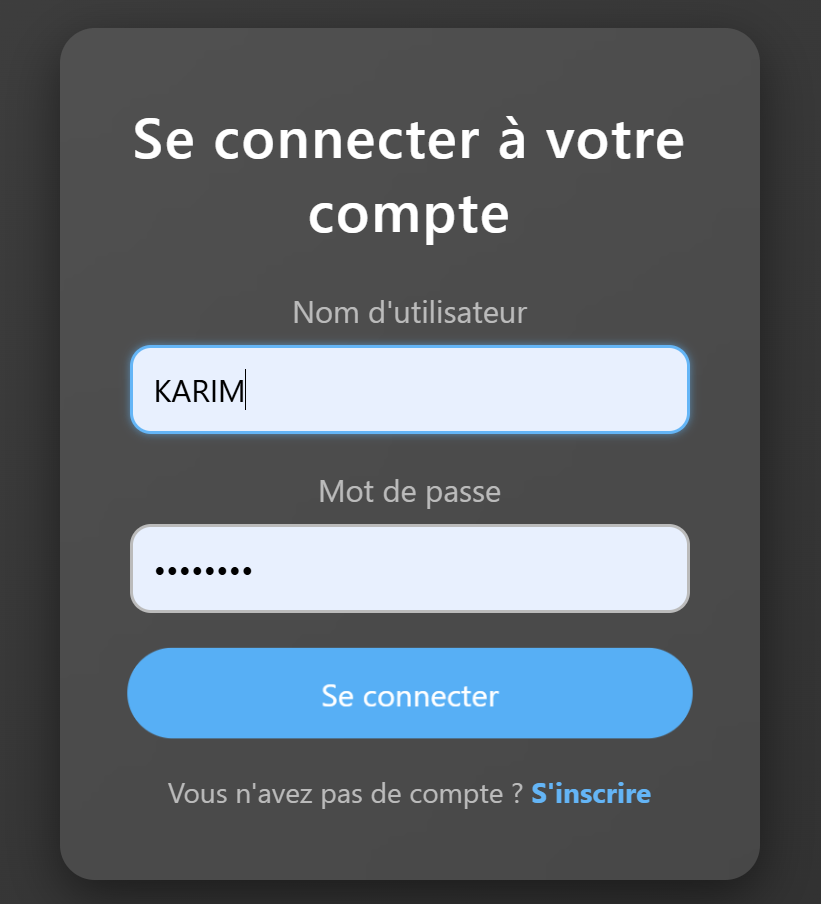 Se connecter à votre
compte
Nom d'utilisateur
KARIM
Mot de passe
••••••••
Se connecter
Vous n'avez pas de compte ? S'inscrire